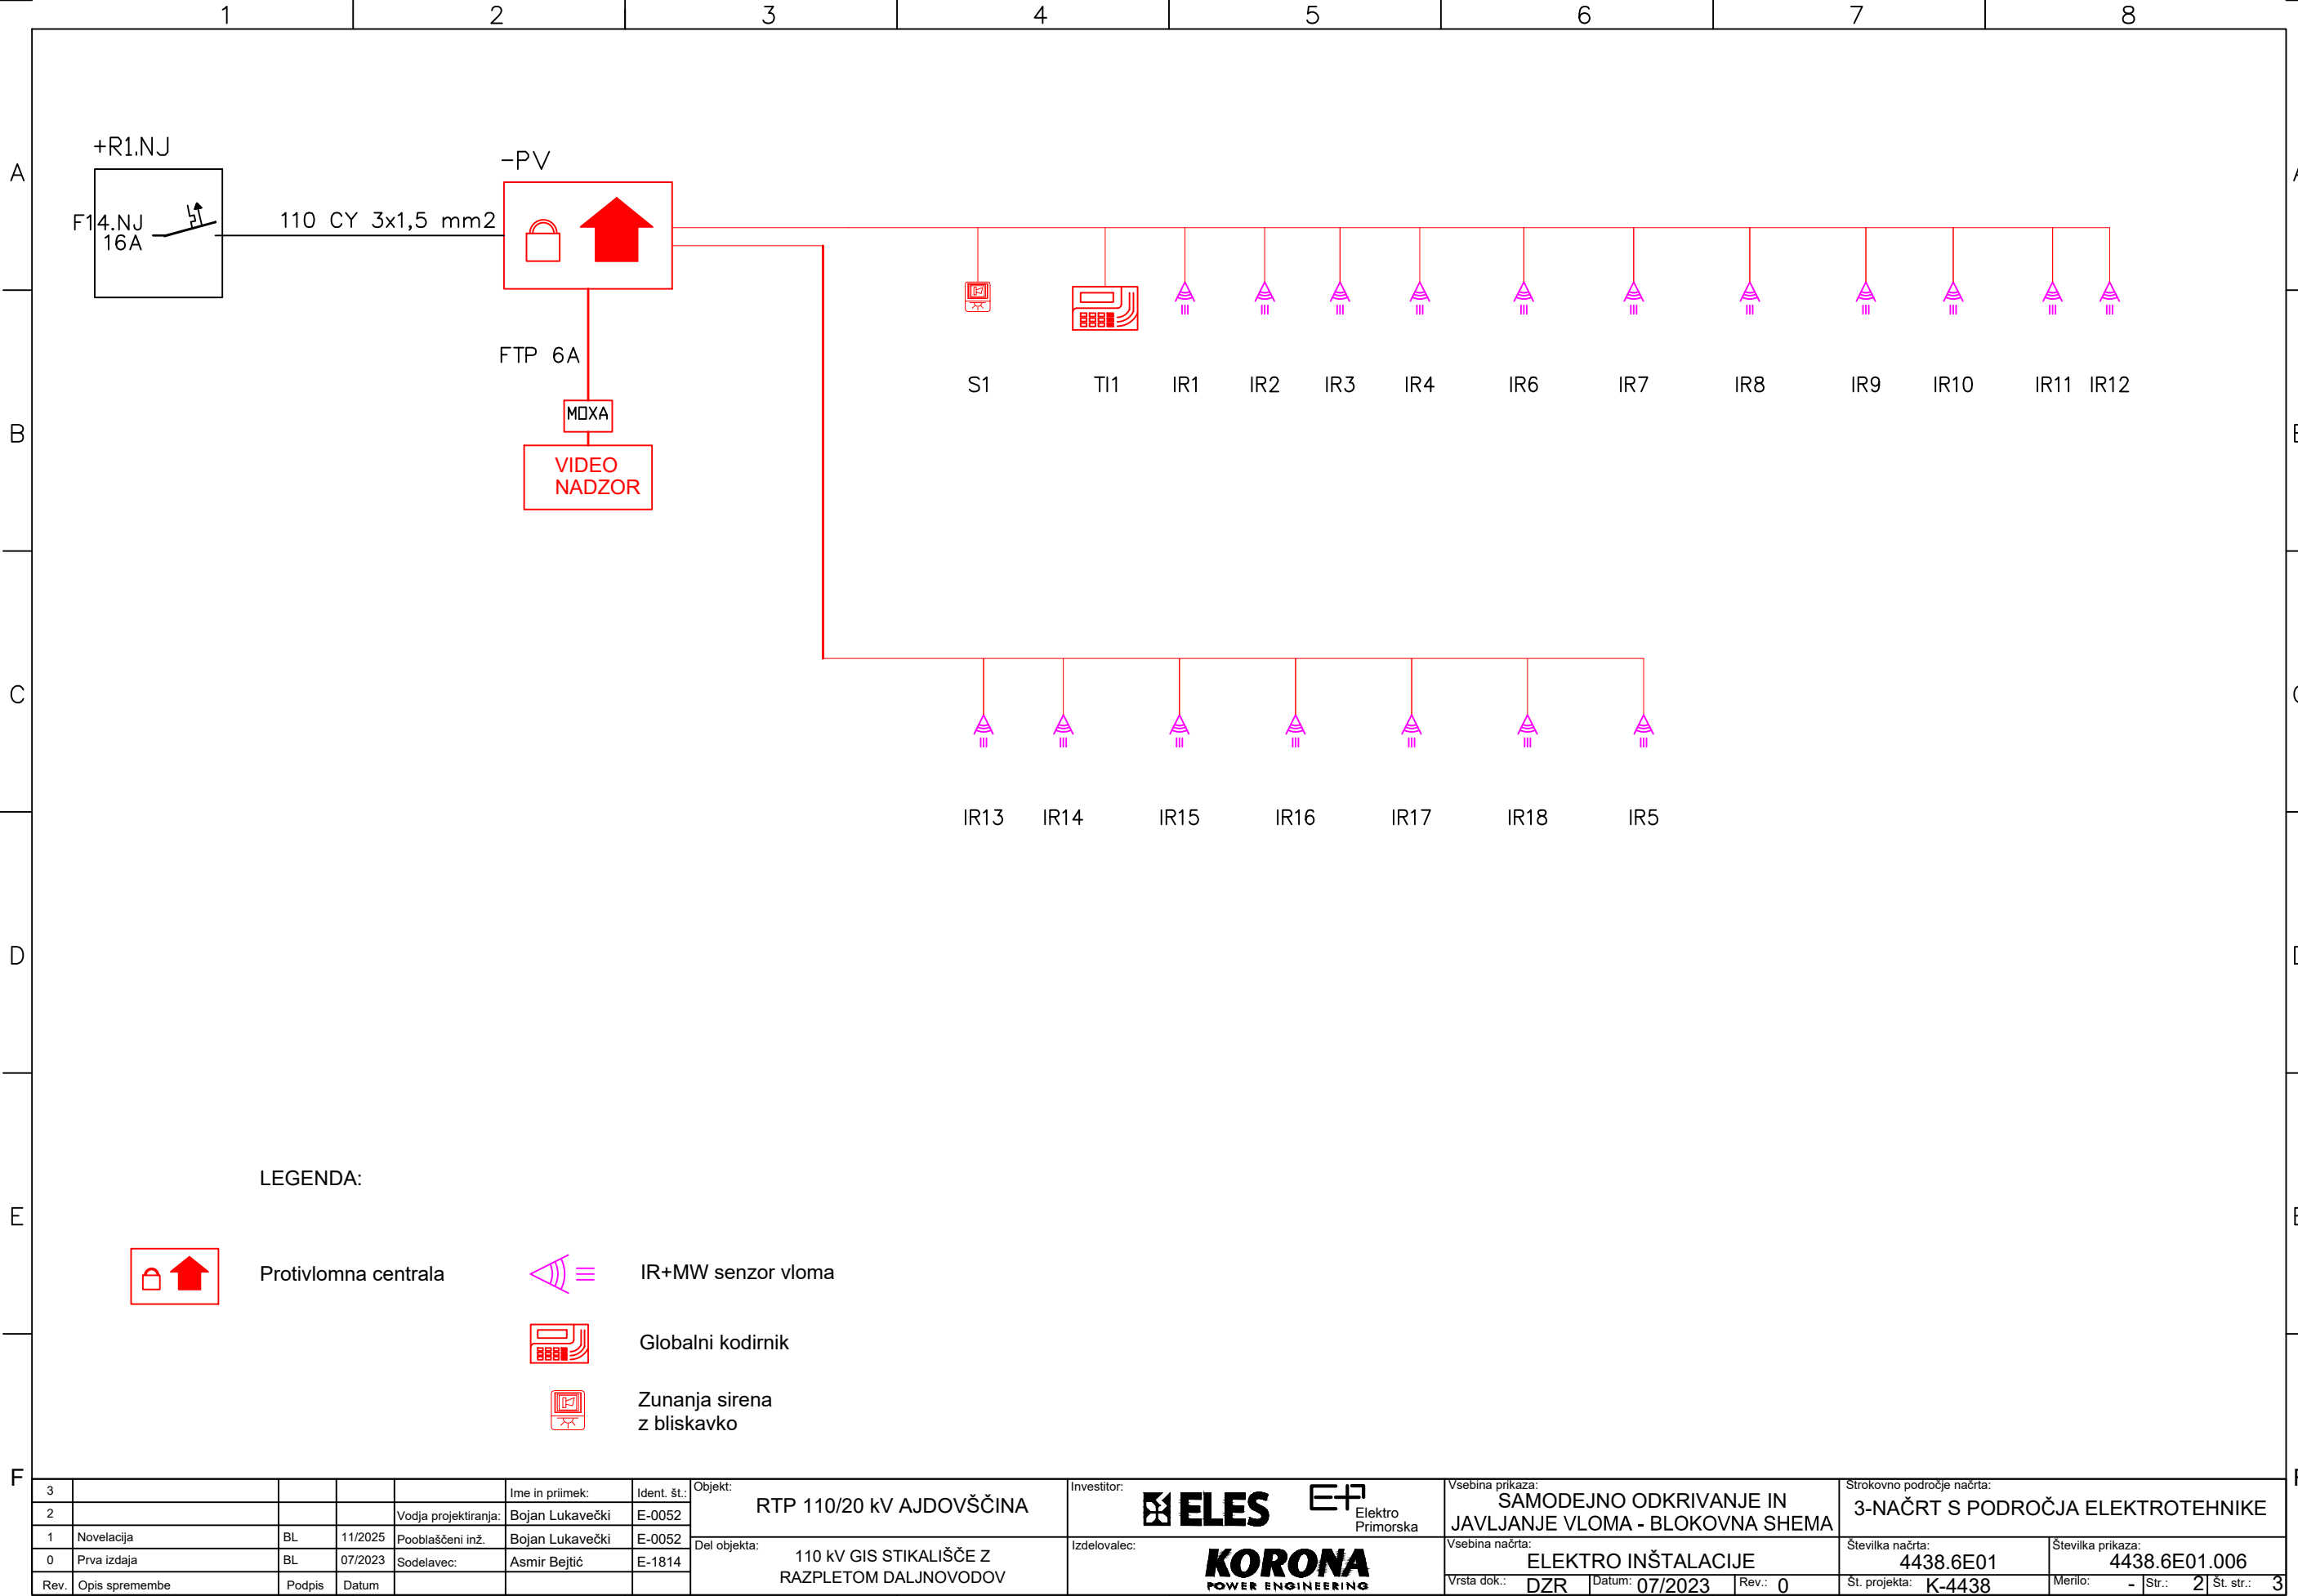 1 2 3 4 5 6 7 8
+R1.NJ
-PV
A
F14.NJ
16A
110 CY 3x1,5 mm2
FTP 6A
MOXA
VIDEO
NADZOR
S1 TI1 IR1 IR2 IR3 IR4 IR6 IR7 IR8 IR9 IR10 IR11 IR12
B
C
IR13 IR14 IR15 IR16 IR17 IR18 IR5
D
LEGENDA:
E
Protivlomna centrala
IR+MW senzor vloma
Globalni kodirnik
Zunanja sirena
z bliskavko
F
3 Ime in priimek: Ident. št.:
2 Vodja projektiranja: Bojan Lukavečki E-0052
1 Novelacija BL 11/2025 Pooblaščeni inž. Bojan Lukavečki E-0052
0 Prva izdaja BL 07/2023 Sodelavec: Asmir Bejtić E-1814
Rev. Opis spremembe Podpis Datum
Objekt:
RTP 110/20 kV AJDOVŠČINA
Del objekta:
110 kV GIS STIKALIŠČE Z
RAZPLETOM DALJNOVODOV
Investitor:
ELES
Elektro
Primorska
Izdelovalec:
KORONA
POWER ENGINEERING
Vsebina prikaza:
SAMODEJNO ODKRIVANJE IN
JAVLJANJE VLOMA - BLOKOVNA SHEMA
Vsebina načrta:
ELEKTRO INŠTALACIJE
Vrsta dok.: DZR Datum: 07/2023 Rev.: 0
Strokovno področje načrta:
3-NAČRT S PODROČJA ELEKTROTEHNIKE
Številka načrta:
4438.6E01
Številka prikaza:
4438.6E01.006
Št. projekta: K-4438 Merilo: - Str.: 2 Št. str.: 3